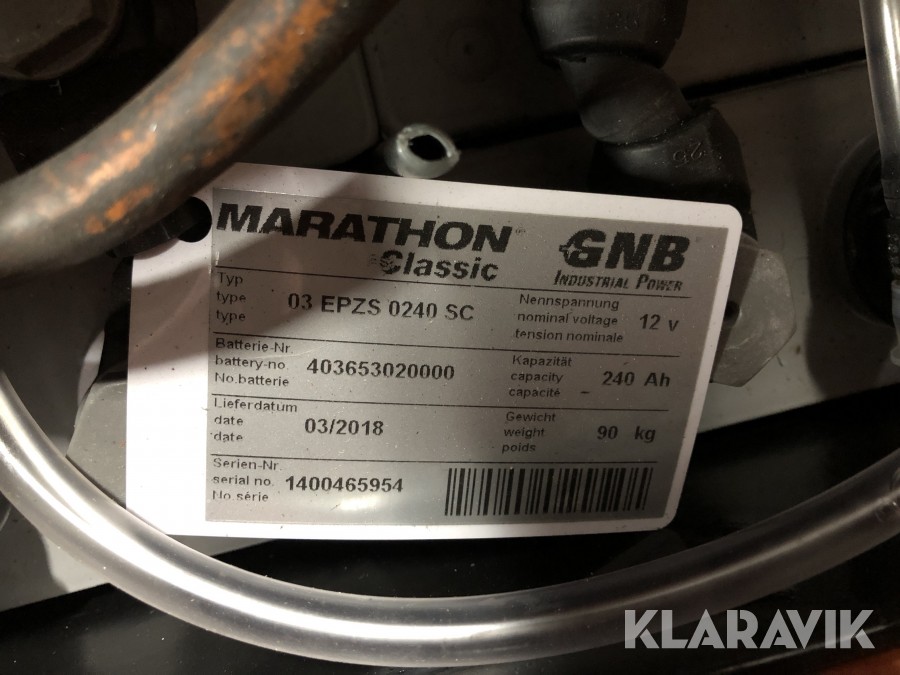 MARATHON
Classic
GNB
INDUSTRIAL POWER
Typ
type
type
03 EPZS 0240 SC
Nennspannung
nominal voltage
tension nominale
12 v
Batterie-Nr.
battery-no.
No.batterie
403653020000
Kapazität
capacity
capacité
240 Ah
Lieferdatum
date
date
03/2018
Gewicht
weight
poids
90 kg
Serien-Nr.
serial no.
No.série
1400465954
KLARAVIK